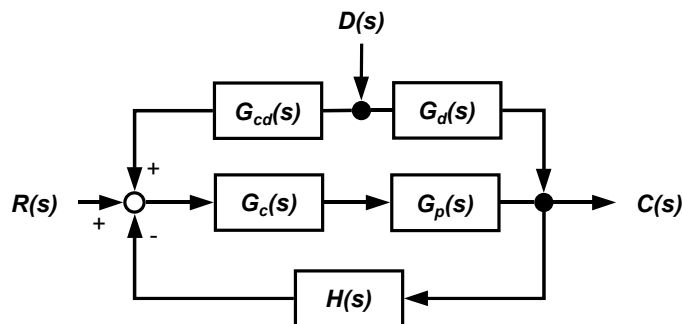 D(s)
G_cd(s) G_d(s)
+
R(s) G_c(s) G_p(s) C(s)
+ -
H(s)